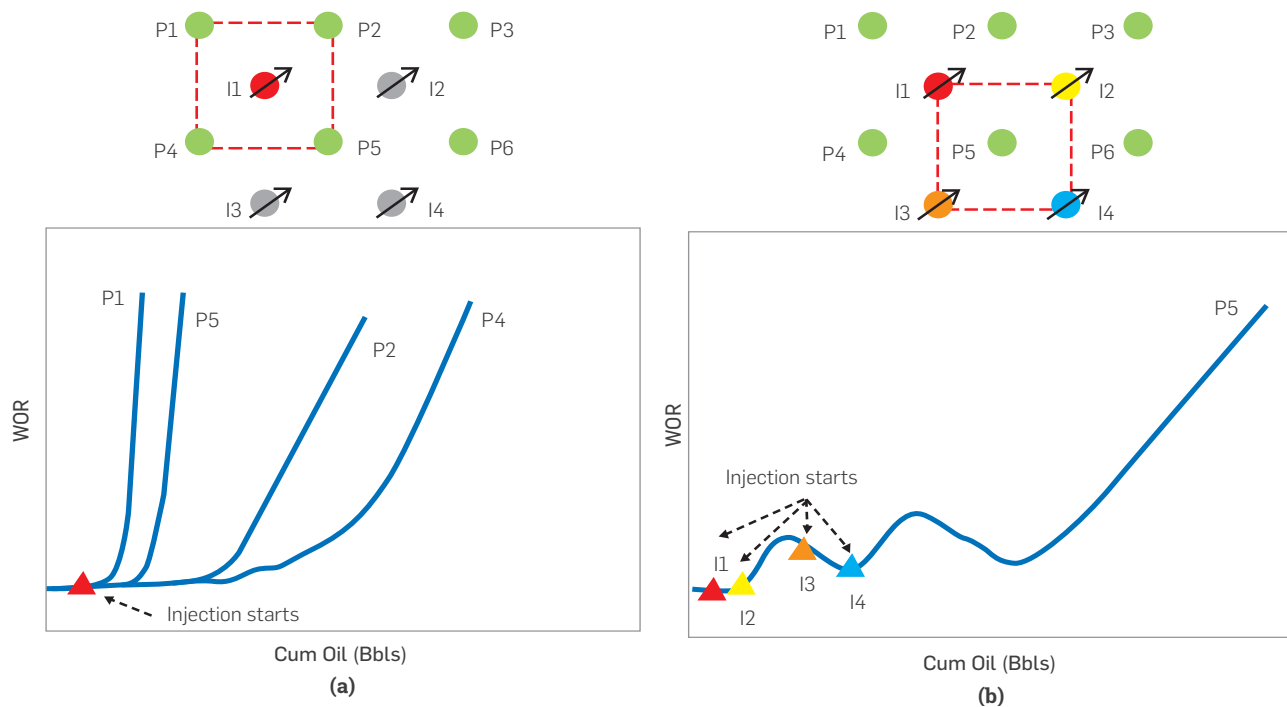 P1
P2
P3
I1
I2
P4
P5
P6
I3
I4
WOR
P1
P5
P2
P4
Injection starts
Cum Oil (Bbls)
(a)
P1
P2
P3
I1
I2
P4
P5
P6
I3
I4
WOR
P5
Injection starts
I1
I2
I3
I4
Cum Oil (Bbls)
(b)